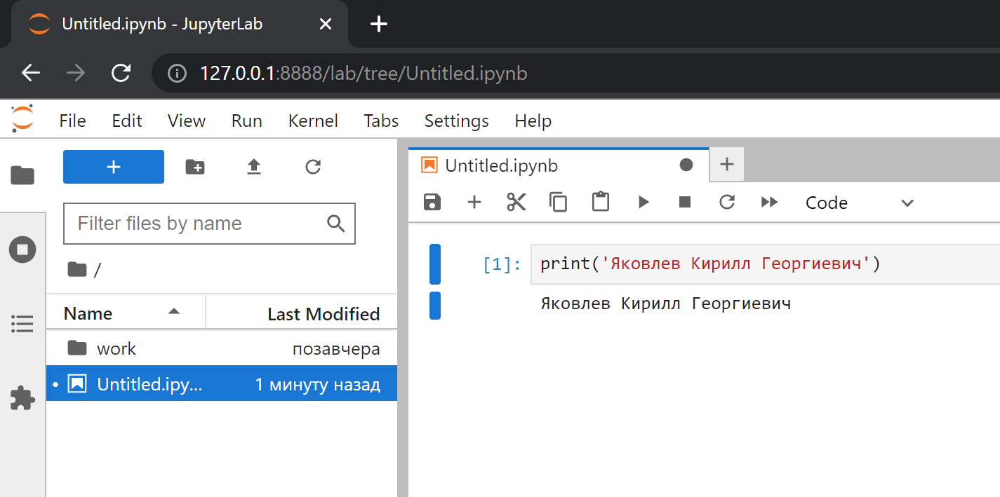 Untitled.ipynb - JupyterLab
127.0.0.1:8888/lab/tree/Untitled.ipynb
File Edit View Run Kernel Tabs Settings Help
Untitled.ipynb
Filter files by name
Code
/
[1]: print('Яковлев Кирилл Георгиевич')
Яковлев Кирилл Георгиевич
Name Last Modified
work позавчера
Untitled.ipy... 1 минуту назад